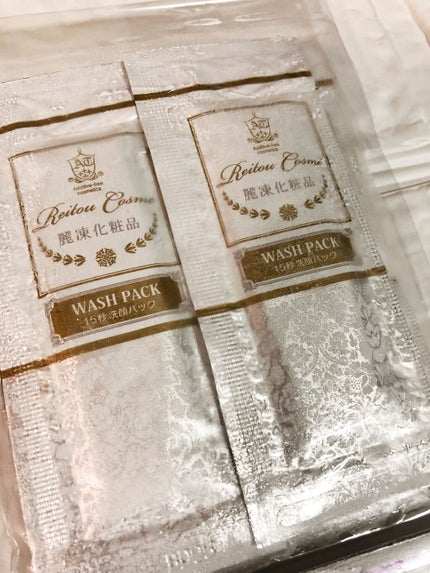 Additive-free
cosmetics
Reitou Cosme
麗凍化粧品
WASH PACK
15秒 洗顔パック
Additive-free
cosmetics
Reitou Cosme
麗凍化粧品
WASH PACK
15秒 洗顔パック